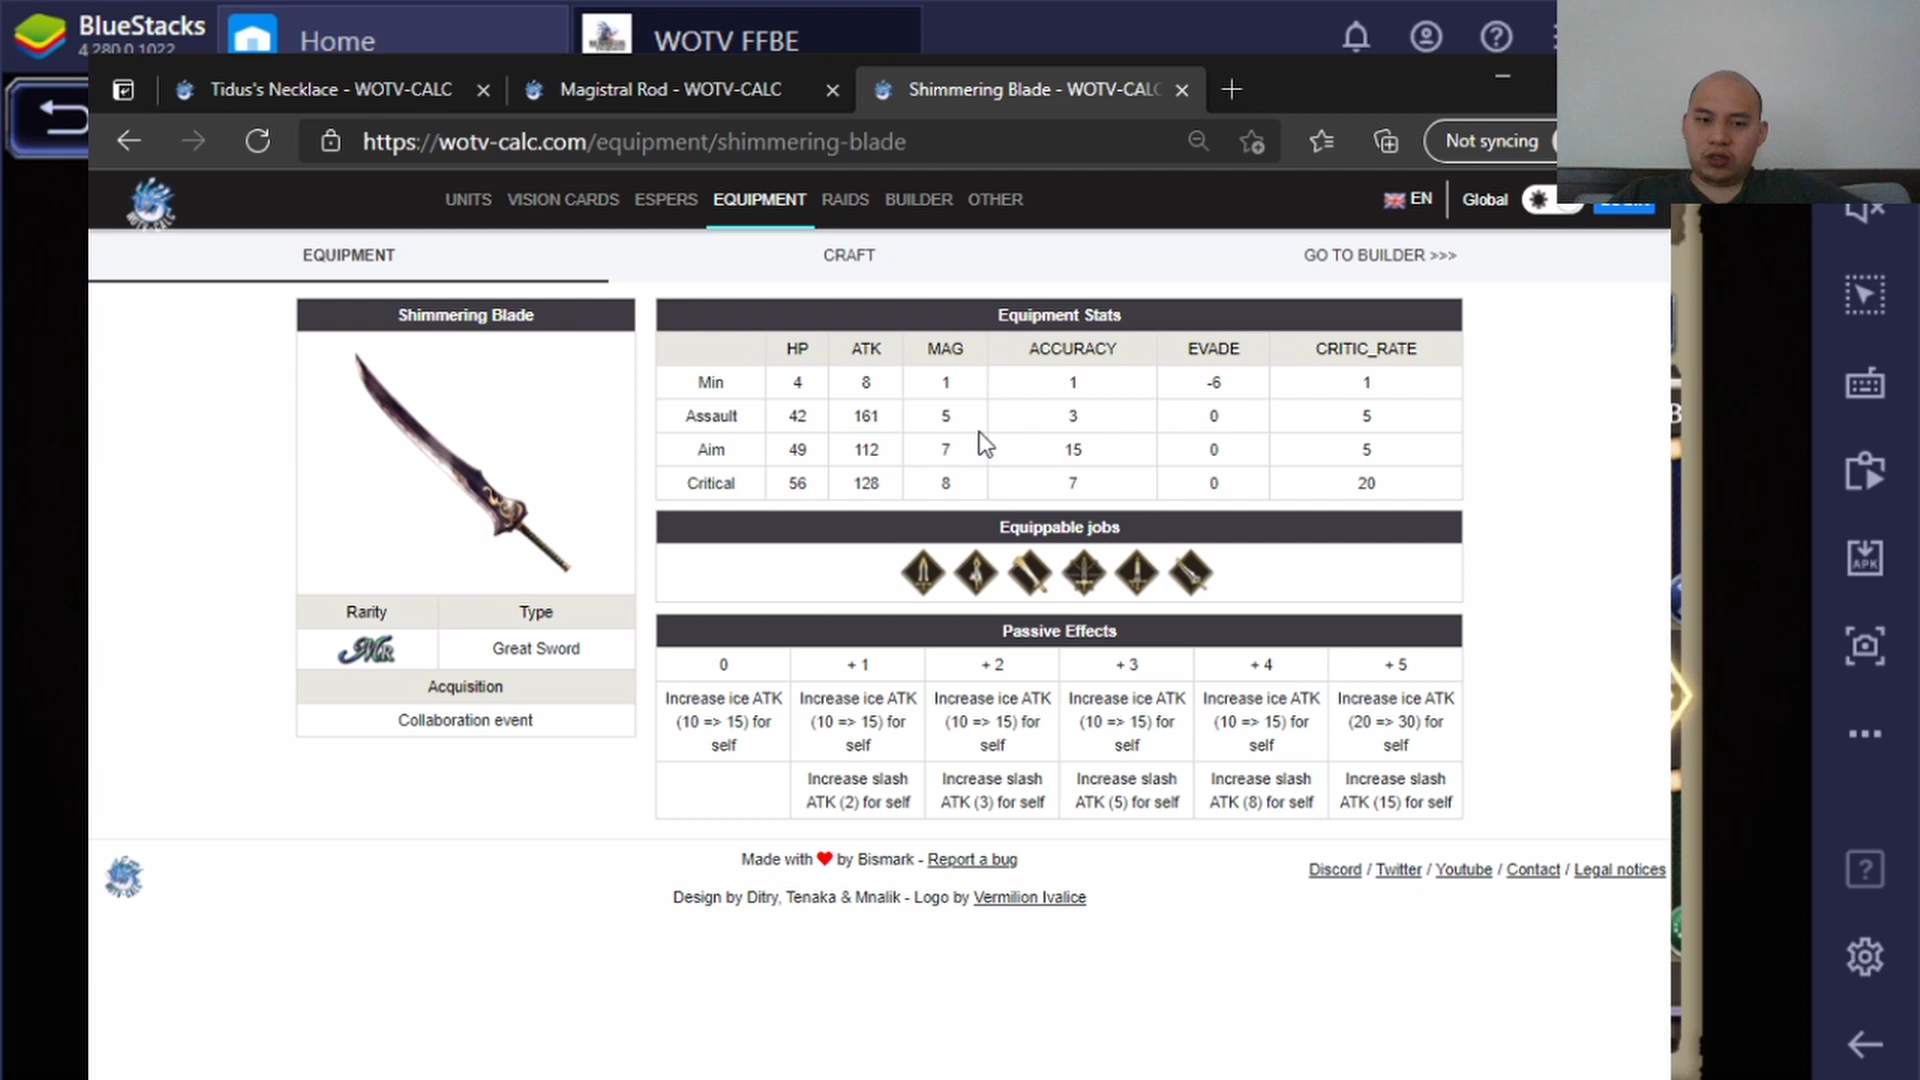 BlueStacks
4.280.0.1022
Home
WOTV FFBE
Tidus's Necklace - WOTV-CALC
Magistral Rod - WOTV-CALC
Shimmering Blade - WOTV-CALC
https://wotv-calc.com/equipment/shimmering-blade
Not syncing
UNITS VISION CARDS ESPERS EQUIPMENT RAIDS BUILDER OTHER
EN Global
EQUIPMENT CRAFT GO TO BUILDER >>>
Shimmering Blade
Rarity Type
MR Great Sword
Acquisition
Collaboration event
Equipment Stats
HP ATK MAG ACCURACY EVADE CRITIC_RATE
Min 4 8 1 1 -6 1
Assault 42 161 5 3 0 5
Aim 49 112 7 15 0 5
Critical 56 128 8 7 0 20
Equippable jobs
Passive Effects
0 + 1 + 2 + 3 + 4 + 5
Increase ice ATK Increase ice ATK Increase ice ATK Increase ice ATK Increase ice ATK Increase ice ATK
(10 => 15) for (10 => 15) for (10 => 15) for (10 => 15) for (10 => 15) for (20 => 30) for
self self self self self self
Increase slash Increase slash Increase slash Increase slash Increase slash
ATK (2) for self ATK (3) for self ATK (5) for self ATK (8) for self ATK (15) for self
Made with ❤ by Bismark - Report a bug
Design by Ditry, Tenaka & Mnalik - Logo by Vermilion Ivalice
Discord / Twitter / Youtube / Contact / Legal notices
APK